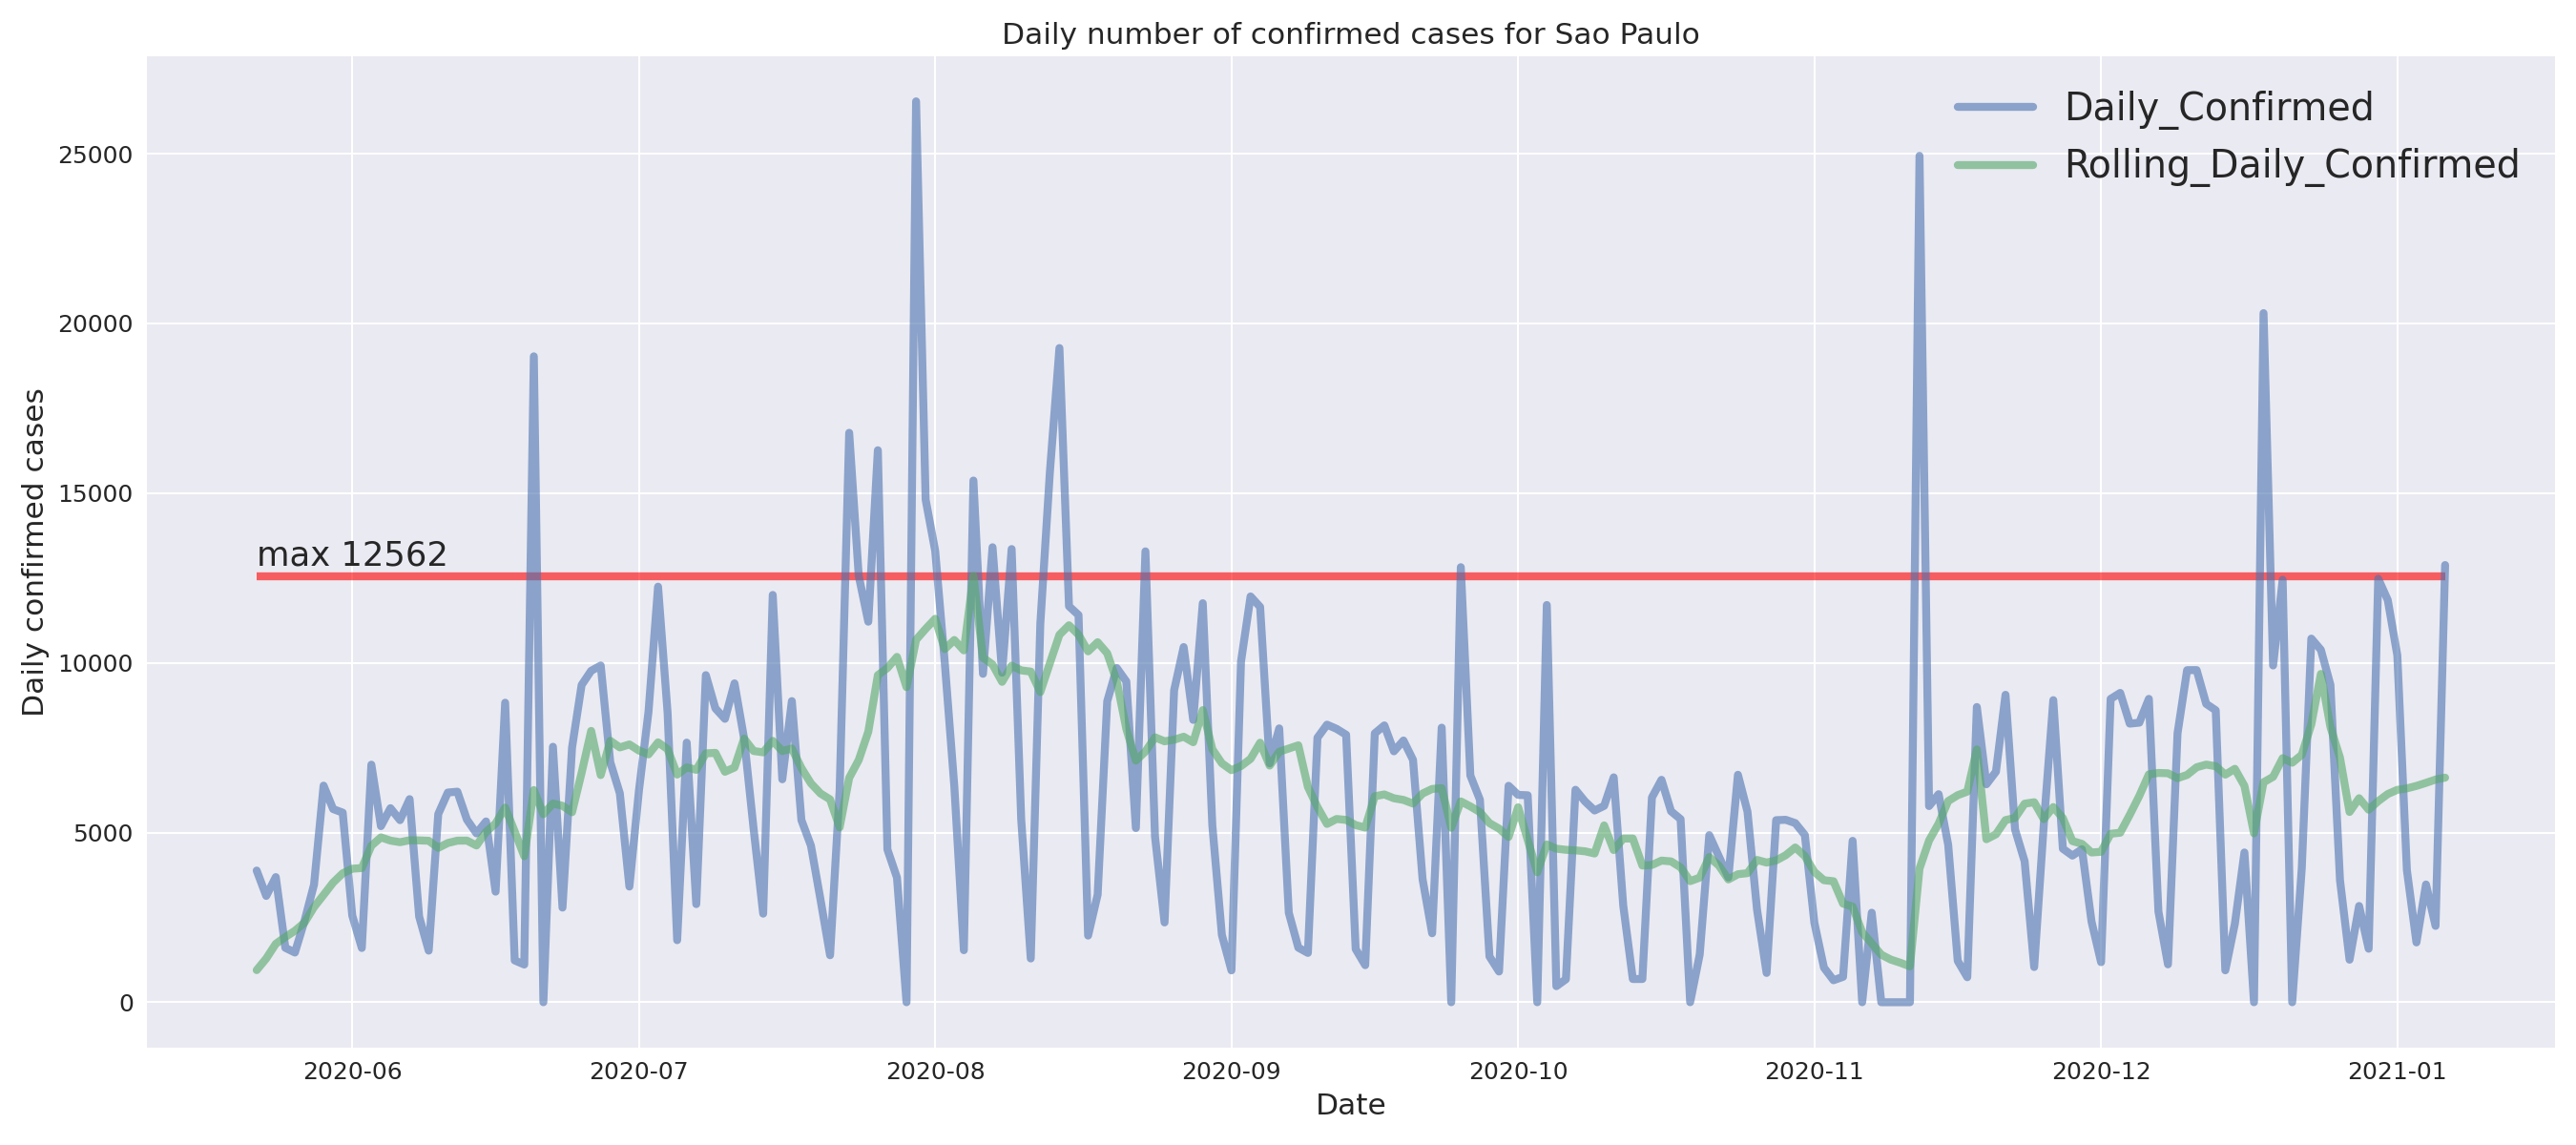 Daily number of confirmed cases for Sao Paulo
Daily_Confirmed
Rolling_Daily_Confirmed
max 12562
Daily confirmed cases
25000
20000
15000
10000
5000
0
2020-06 2020-07 2020-08 2020-09 2020-10 2020-11 2020-12 2021-01
Date